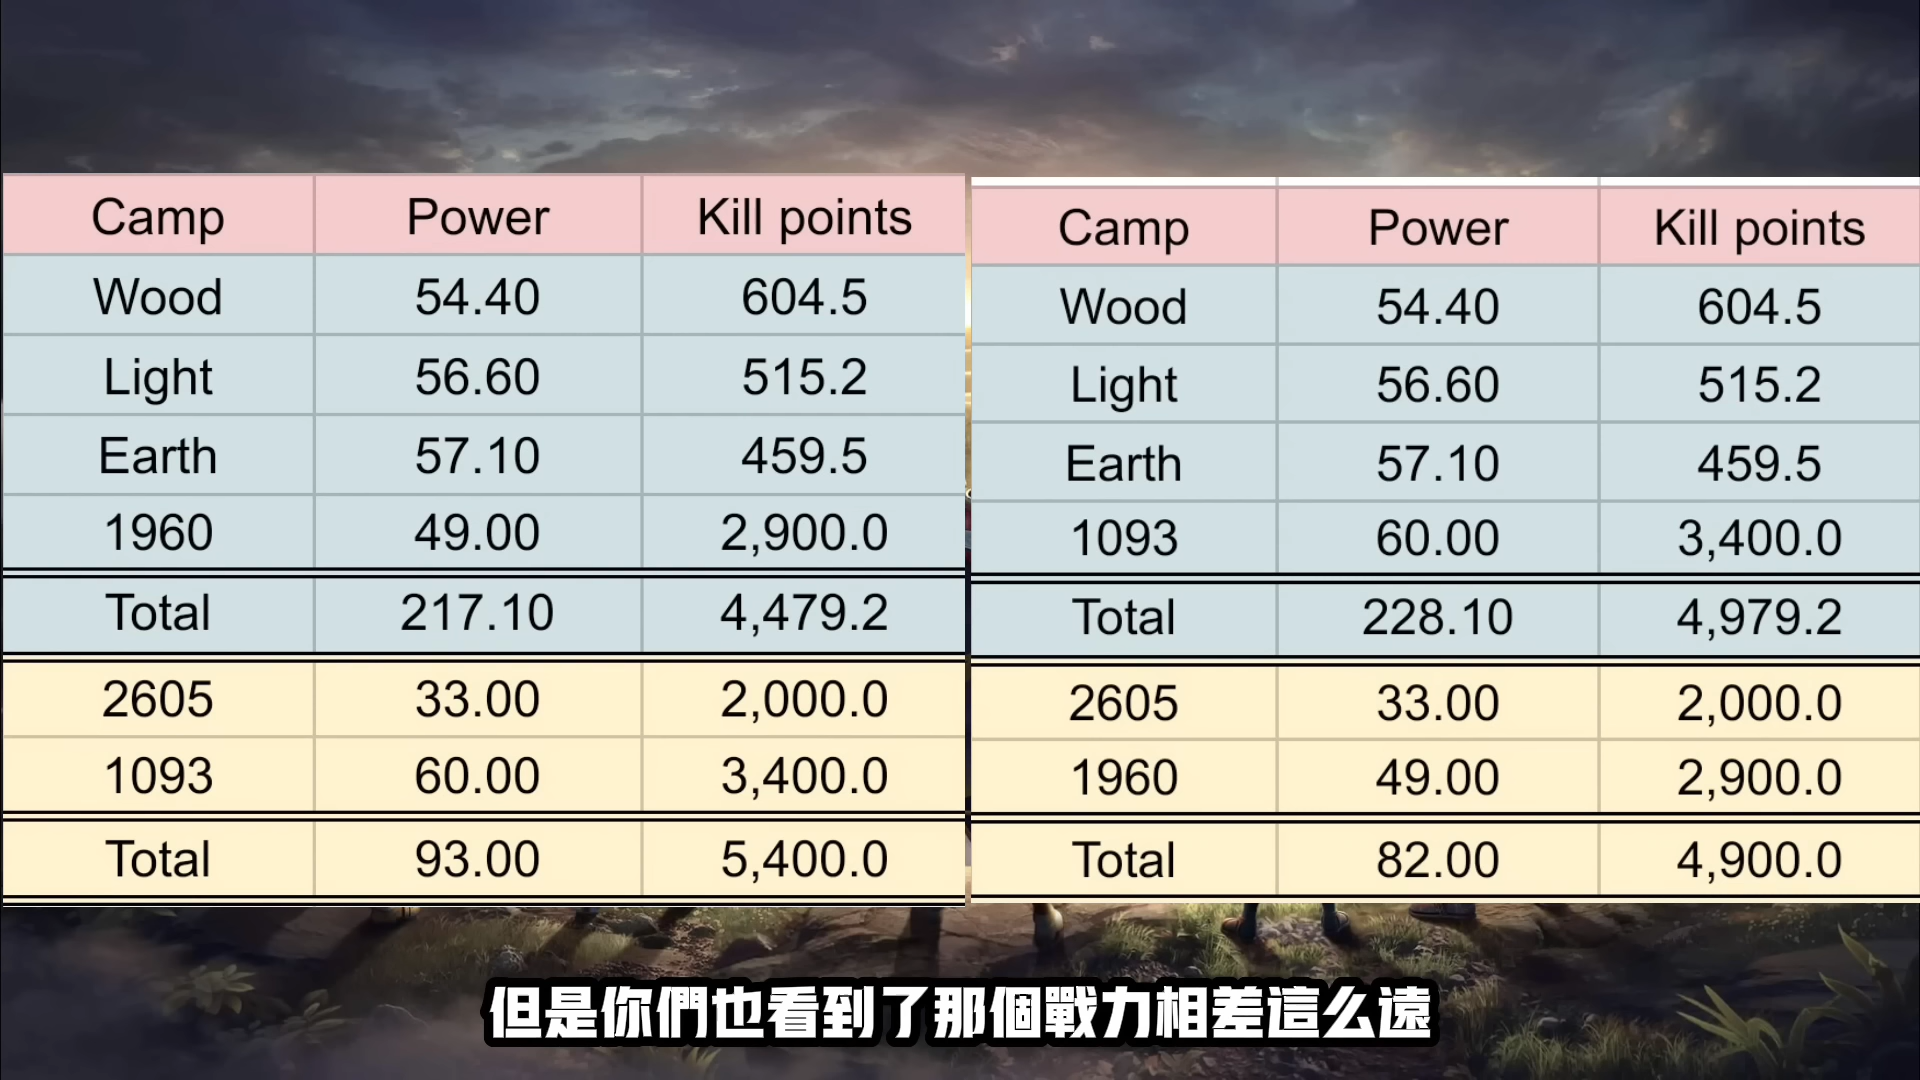 Camp Power Kill points
Wood 54.40 604.5
Light 56.60 515.2
Earth 57.10 459.5
1960 49.00 2,900.0
Total 217.10 4,479.2
2605 33.00 2,000.0
1093 60.00 3,400.0
Total 93.00 5,400.0
Camp Power Kill points
Wood 54.40 604.5
Light 56.60 515.2
Earth 57.10 459.5
1093 60.00 3,400.0
Total 228.10 4,979.2
2605 33.00 2,000.0
1960 49.00 2,900.0
Total 82.00 4,900.0
但是你們也看到了那個戰力相差這么遠